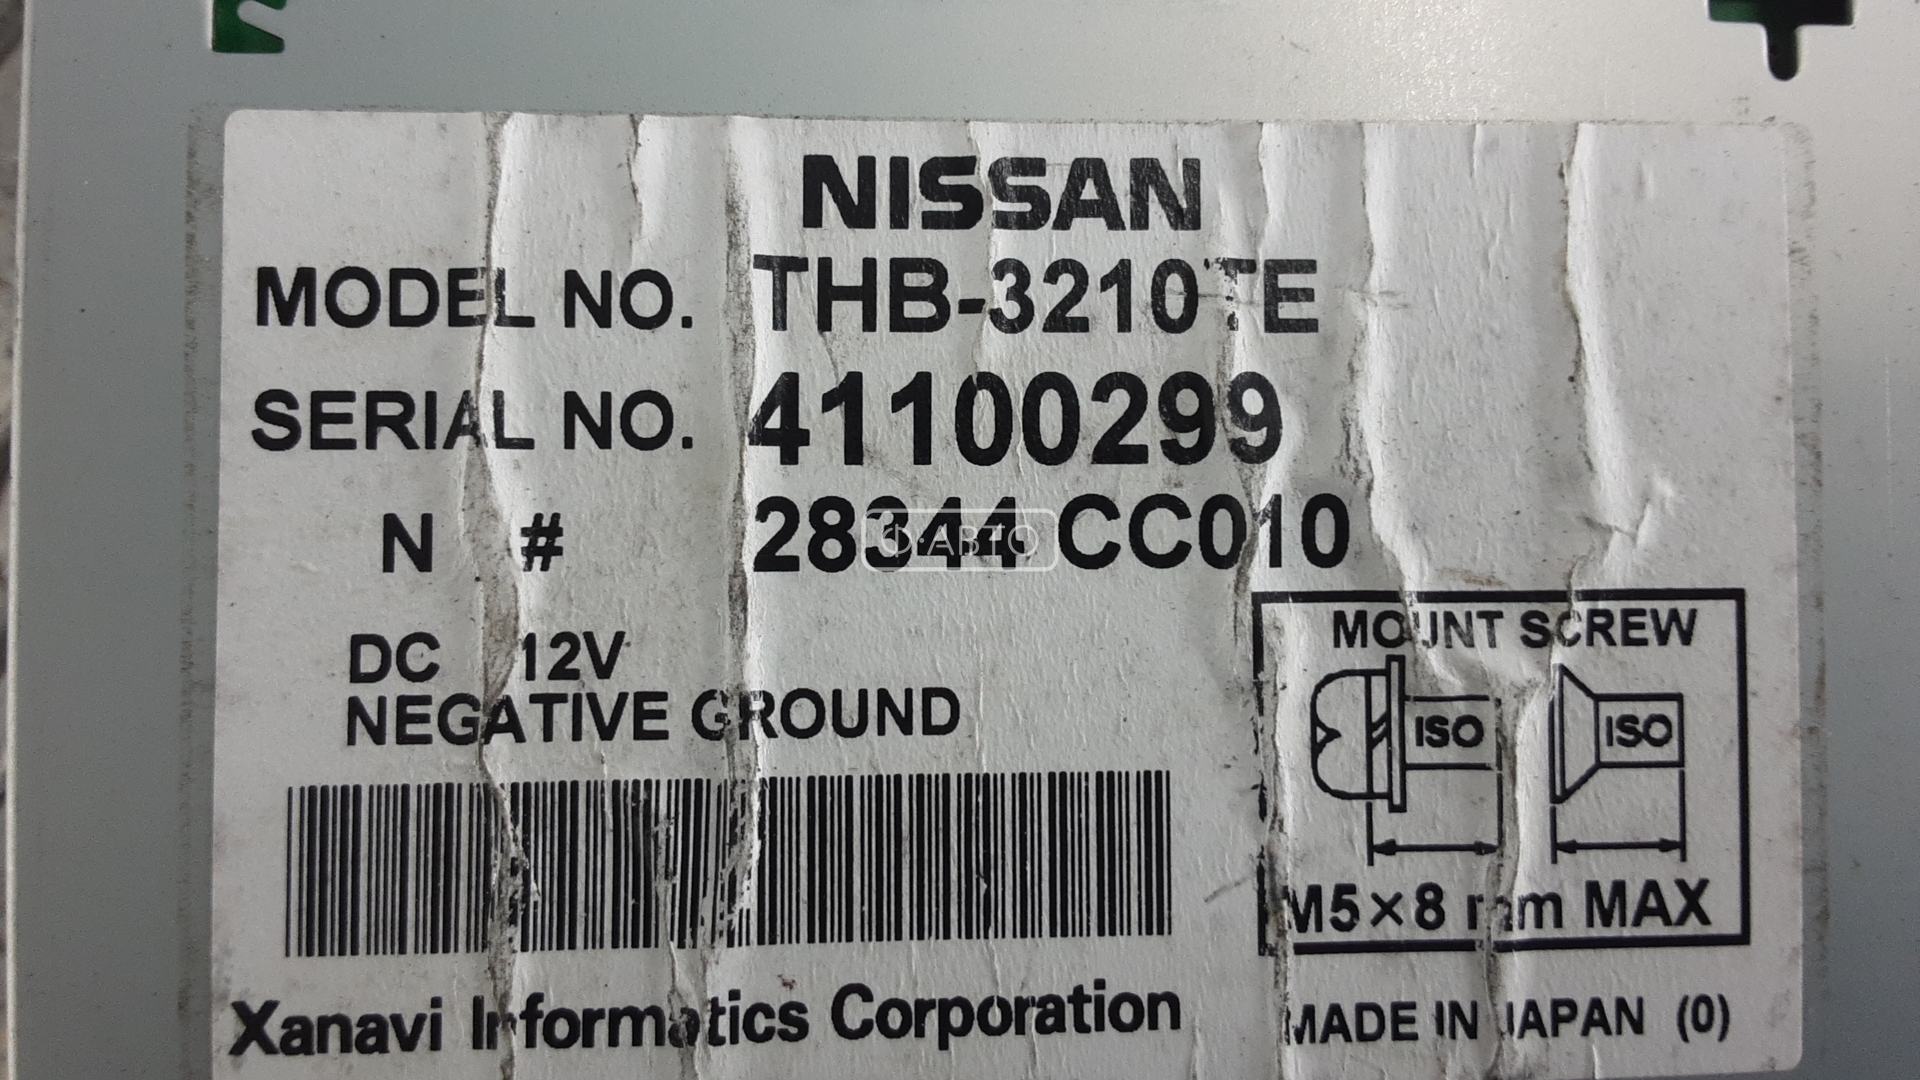 NISSAN
MODEL NO. THB-3210TE
SERIAL NO. 41100299
N # 28344 CC010
Ф·АВТО
DC 12V
NEGATIVE GROUND
MOUNT SCREW
ISO ISO
M5×8 mm MAX
Xanavi Informatics Corporation
MADE IN JAPAN (0)